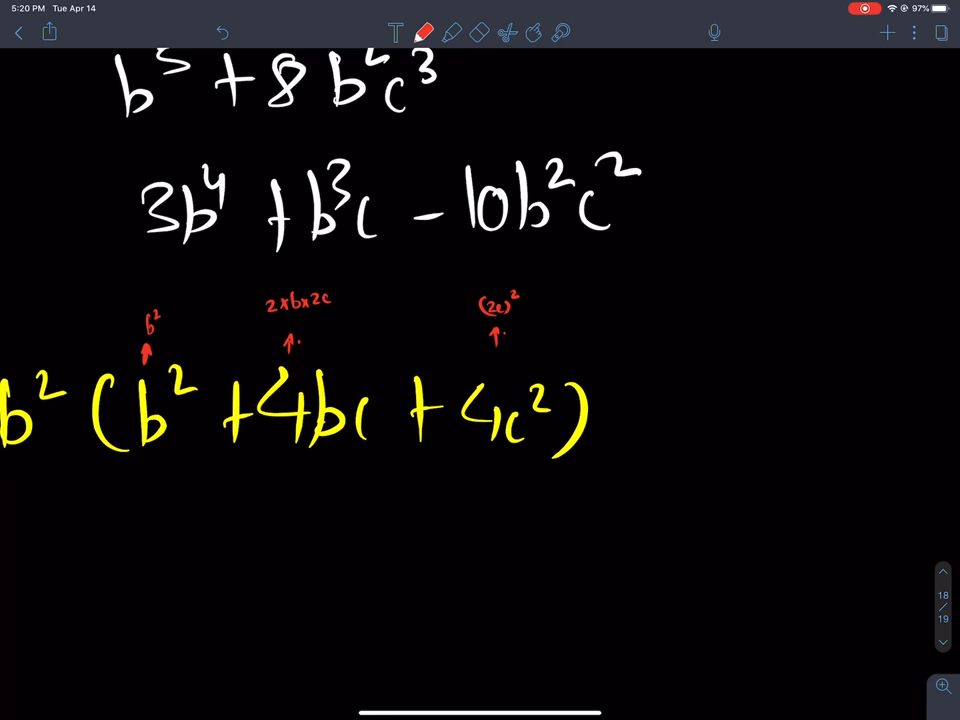 5:20 PM Tue Apr 14
97%
T
b⁵ + 8b²c³
3b⁴ + b³c - 10b²c²
b²
2×b×2c
(2c)²
b² (b² + 4bc + 4c²)
18
/
19